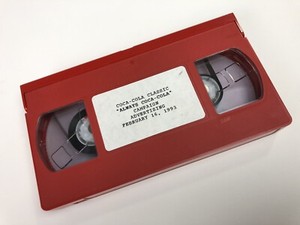 COCA-COLA CLASSIC
"ALWAYS COCA-COLA"
CAMPAIGN
ADVERTISING
FEBRUARY 16, 1993